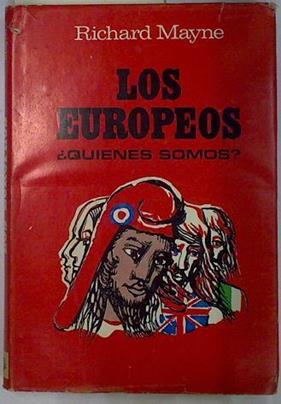 Richard Mayne
LOS
EUROPEOS
¿QUIENES SOMOS?